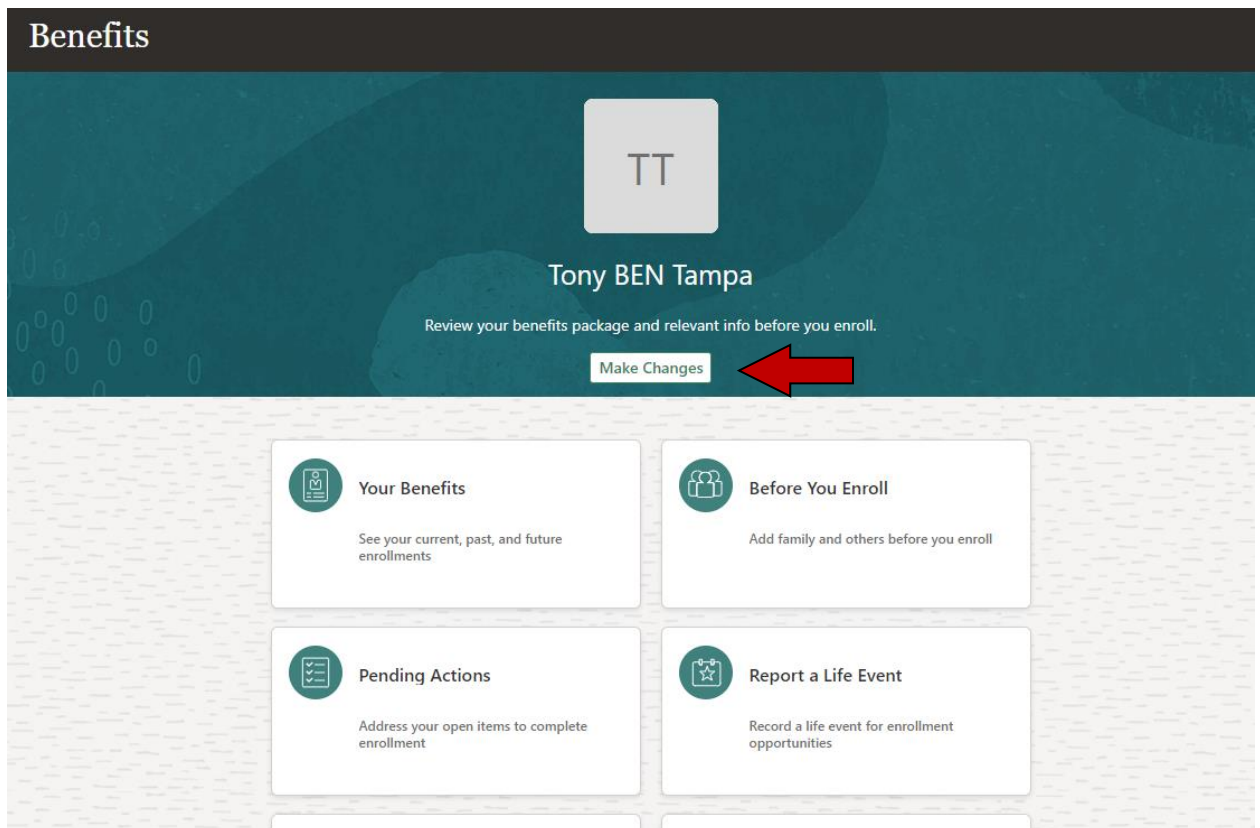 Benefits
TT
Tony BEN Tampa
Review your benefits package and relevant info before you enroll.
Make Changes
Your Benefits
See your current, past, and future
enrollments
Before You Enroll
Add family and others before you enroll
Pending Actions
Address your open items to complete
enrollment
Report a Life Event
Record a life event for enrollment
opportunities